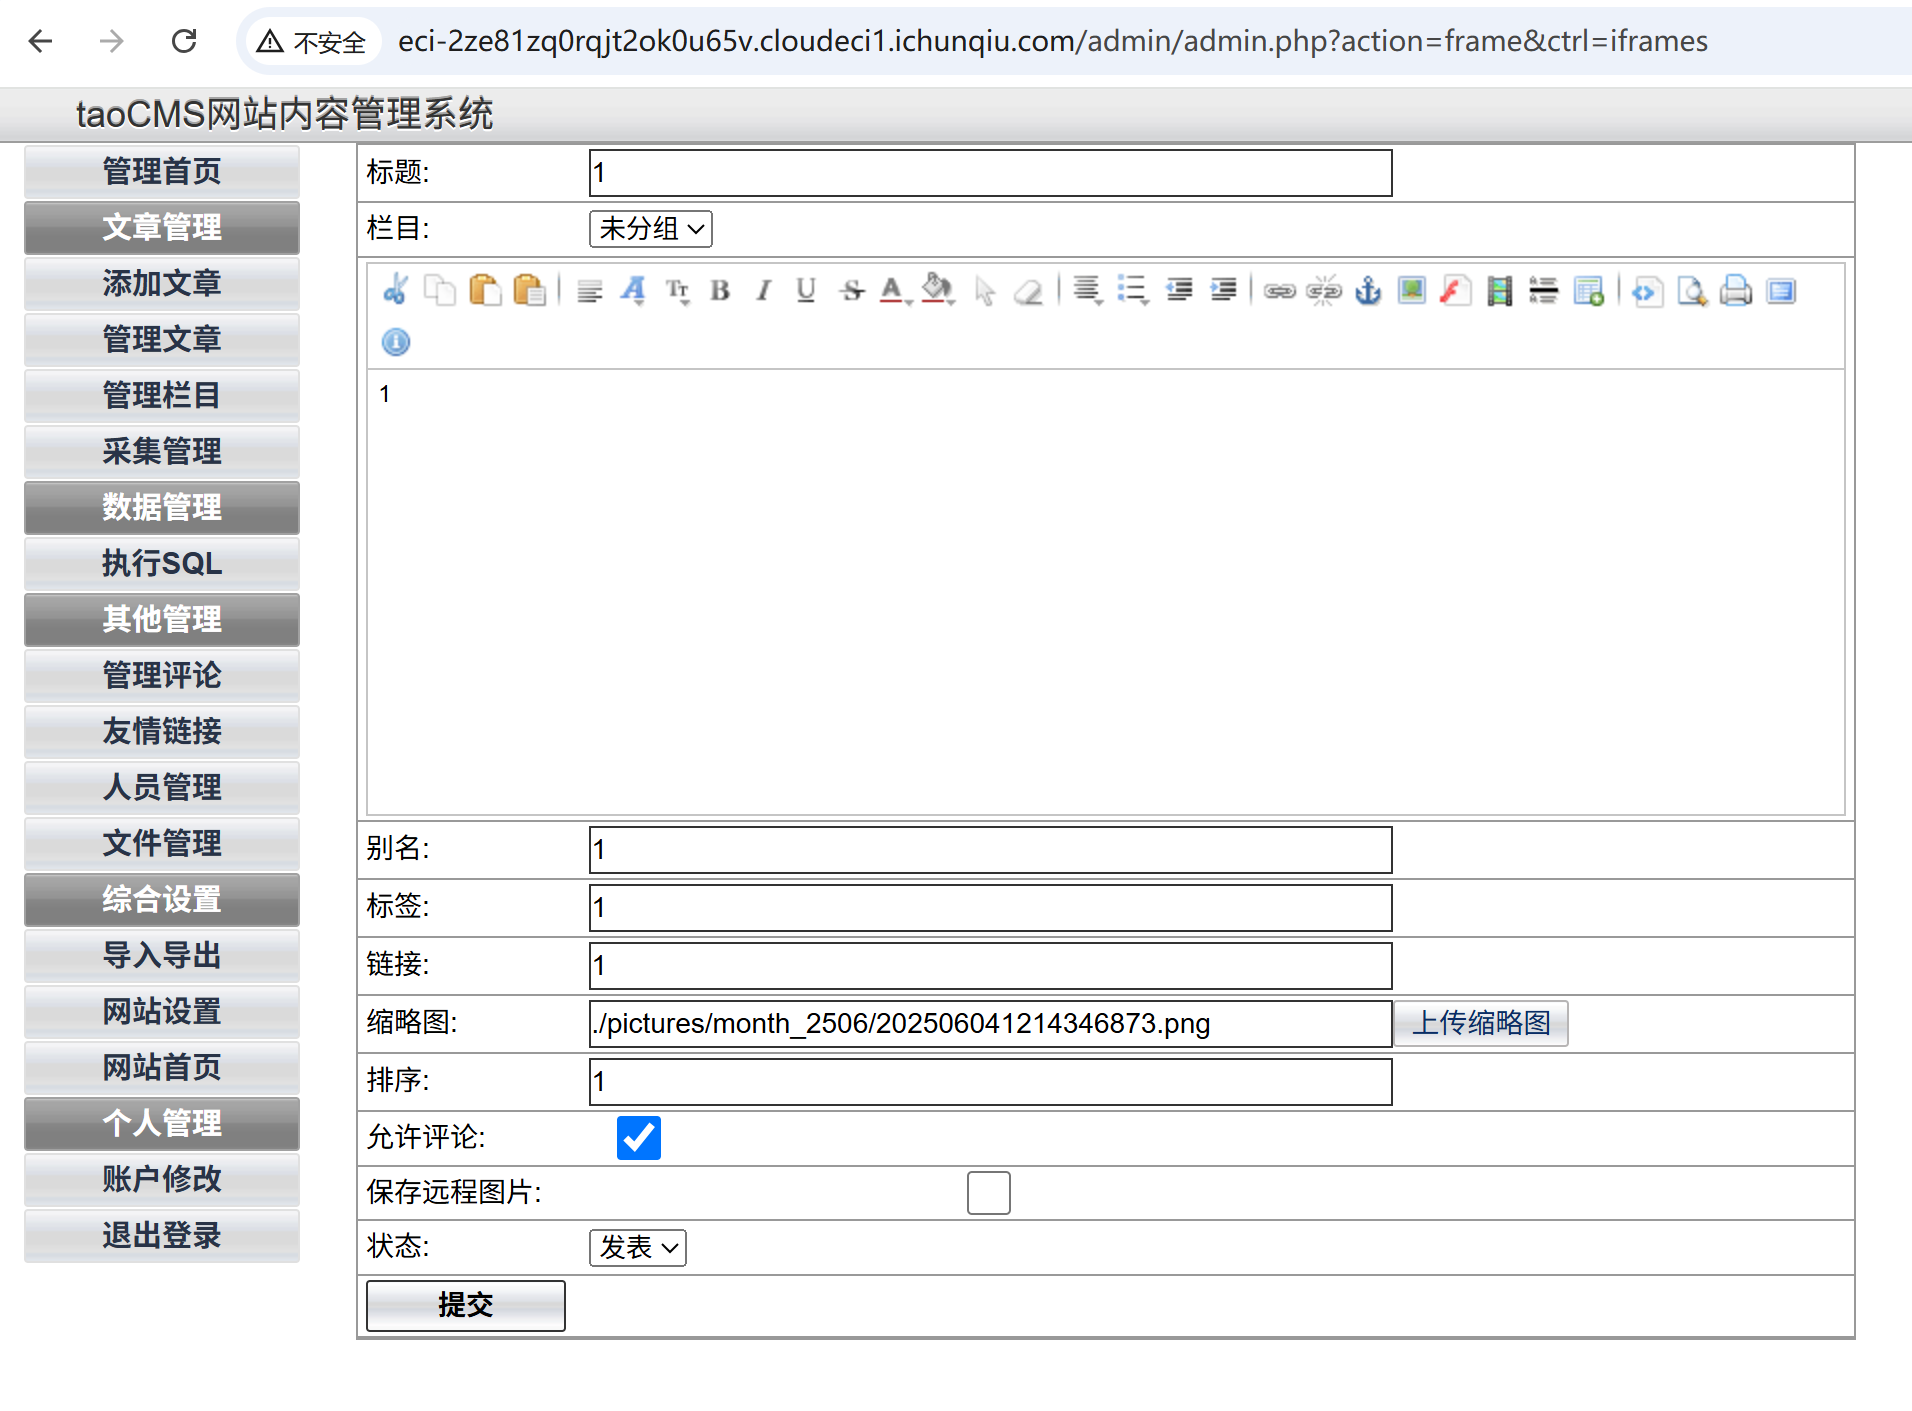 不安全
eci-2ze81zq0rqjt2ok0u65v.cloudeci1.ichunqiu.com/admin/admin.php?action=frame&ctrl=iframes
taoCMS网站内容管理系统
管理首页
文章管理
添加文章
管理文章
管理栏目
采集管理
数据管理
执行SQL
其他管理
管理评论
友情链接
人员管理
文件管理
综合设置
导入导出
网站设置
网站首页
个人管理
账户修改
退出登录
标题: 1
栏目: 未分组
1
别名: 1
标签: 1
链接: 1
缩略图: ./pictures/month_2506/202506041214346873.png 上传缩略图
排序: 1
允许评论:
保存远程图片:
状态: 发表
提交